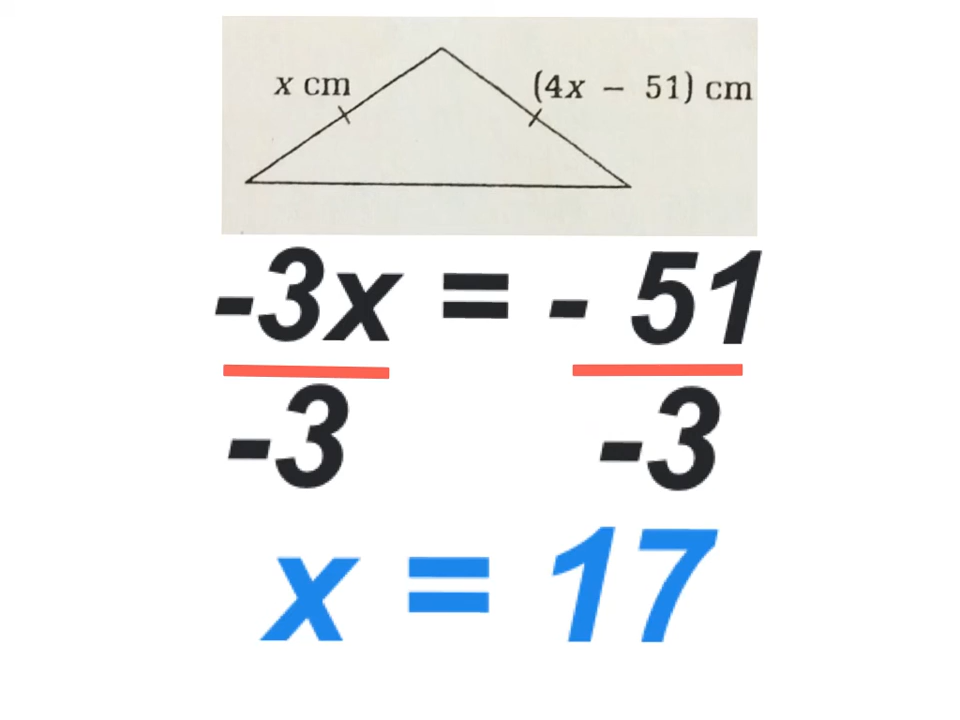 x cm (4x − 51) cm
-3x = - 51
-3 -3
x = 17